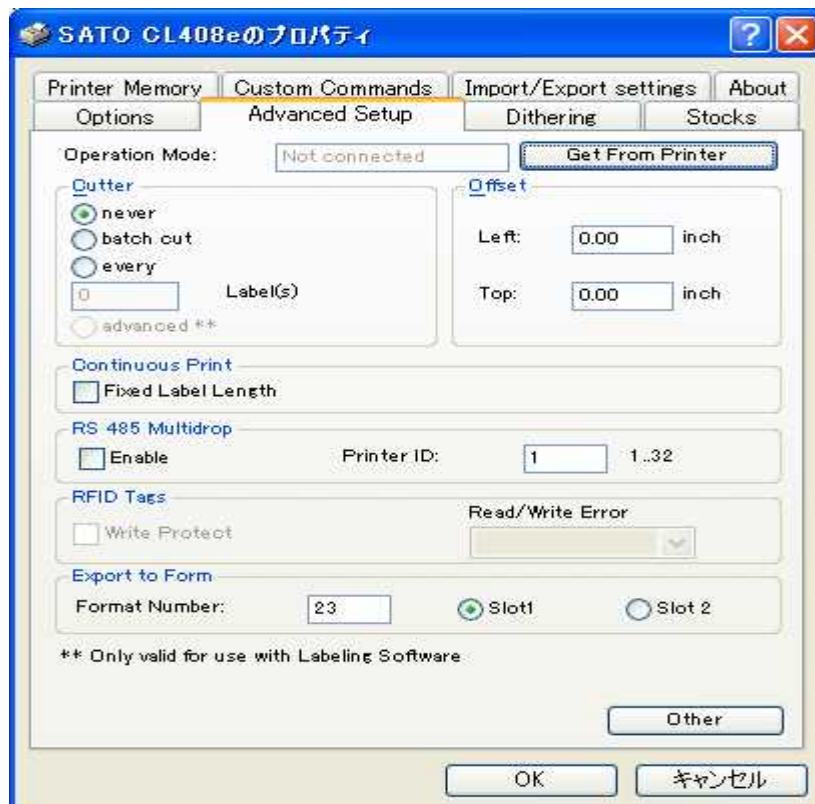 SATO CL408eのプロパティ
Printer Memory Custom Commands Import/Export settings About
Options Advanced Setup Dithering Stocks
Operation Mode: Not connected Get From Printer
Cutter
never
batch cut
every
0 Label(s)
advanced **
Offset
Left: 0.00 inch
Top: 0.00 inch
Continuous Print
Fixed Label Length
RS 485 Multidrop
Enable Printer ID: 1 1..32
RFID Tags
Write Protect
Read/Write Error
Export to Form
Format Number: 23 Slot1 Slot 2
** Only valid for use with Labeling Software
Other
OK キャンセル